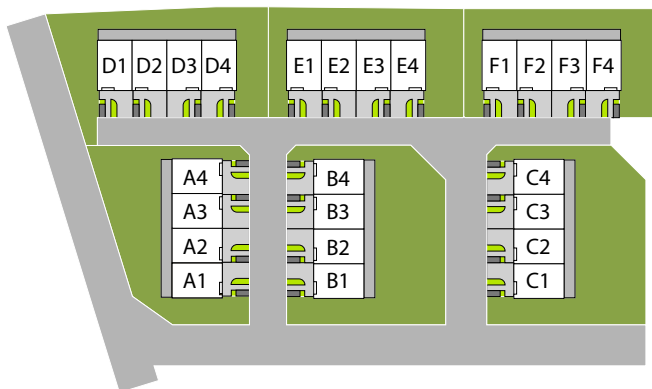 D1 D2 D3 D4 E1 E2 E3 E4 F1 F2 F3 F4
A4 B4 C4
A3 B3 C3
A2 B2 C2
A1 B1 C1